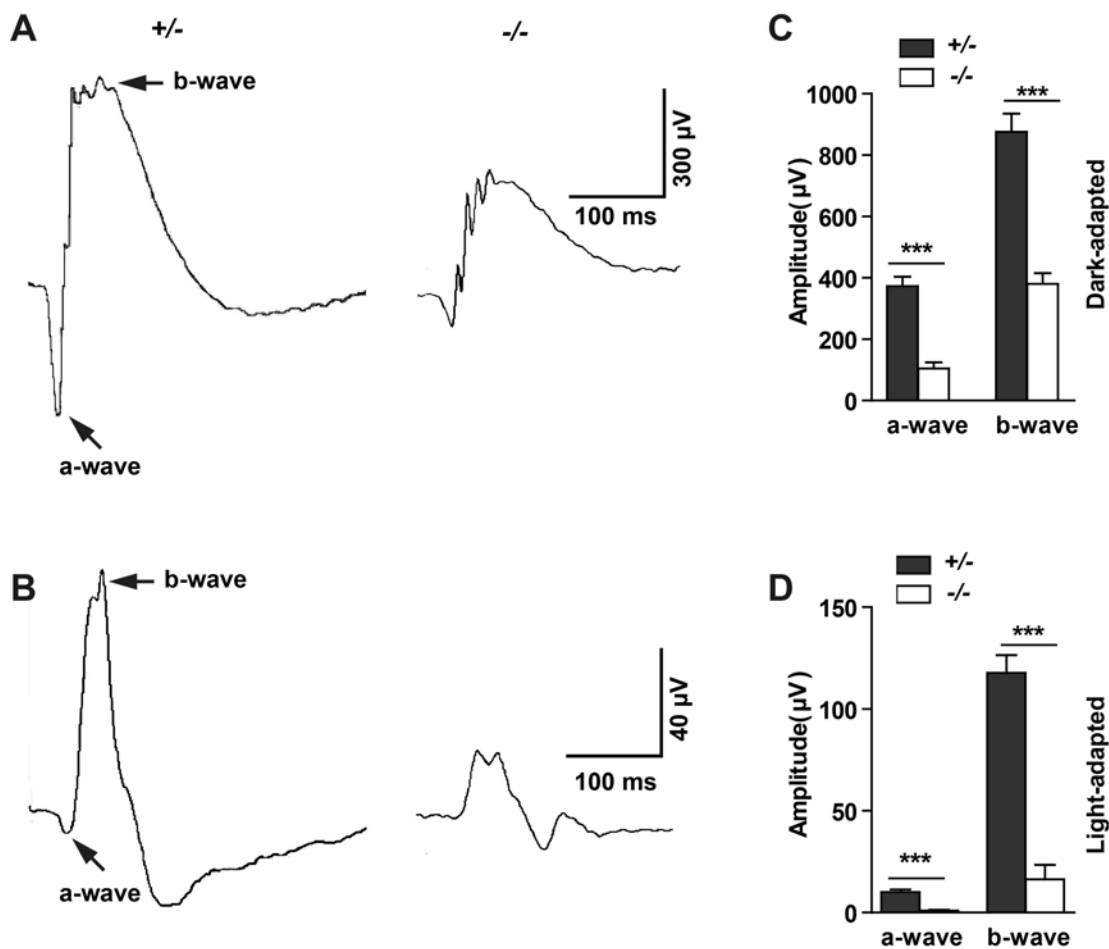 A
+/-
-/-
b-wave
a-wave
300 µV
100 ms
C
+/-
-/-
Amplitude( µV)
1000
800
600
400
200
0
***
***
a-wave
b-wave
Dark-adapted
B
b-wave
a-wave
40 µV
100 ms
D
+/-
-/-
Amplitude(µV)
150
100
50
0
***
***
a-wave
b-wave
Light-adapted